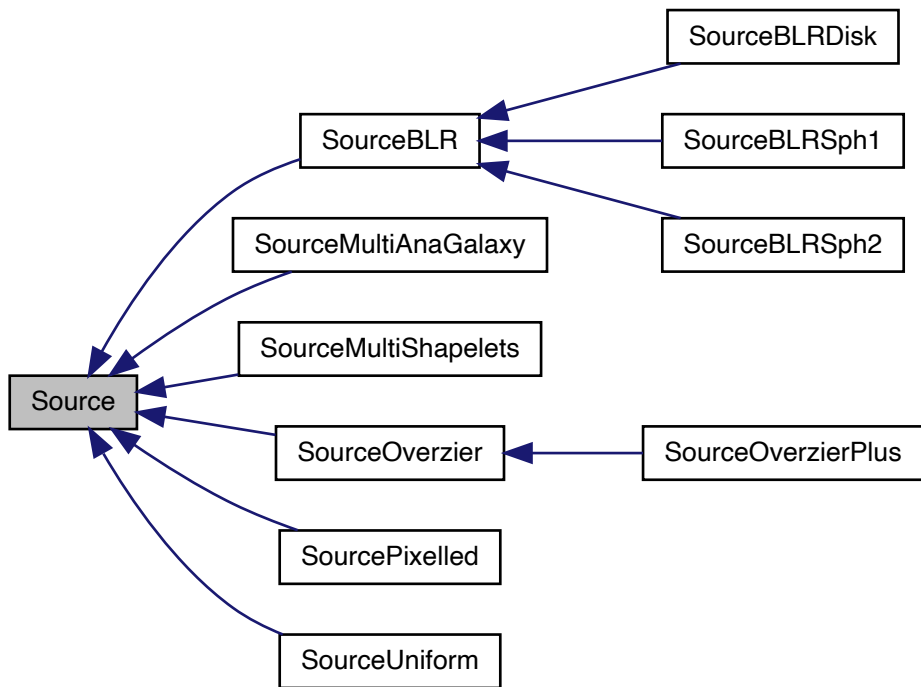 SourceBLRDisk
SourceBLR
SourceBLRSph1
SourceMultiAnaGalaxy
SourceBLRSph2
SourceMultiShapelets
Source
SourceOverzier
SourceOverzierPlus
SourcePixelled
SourceUniform